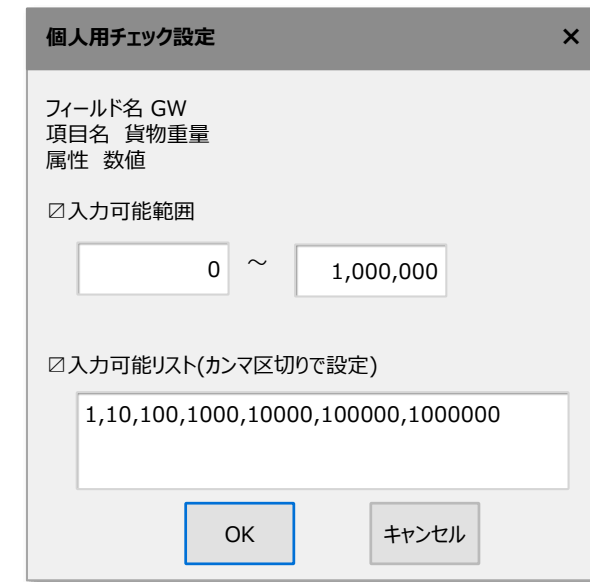 個人用チェック設定 ×
フィールド名 GW
項目名 貨物重量
属性 数値
☑入力可能範囲
0 ～ 1,000,000
☑入力可能リスト(カンマ区切りで設定)
1,10,100,1000,10000,100000,1000000
OK キャンセル